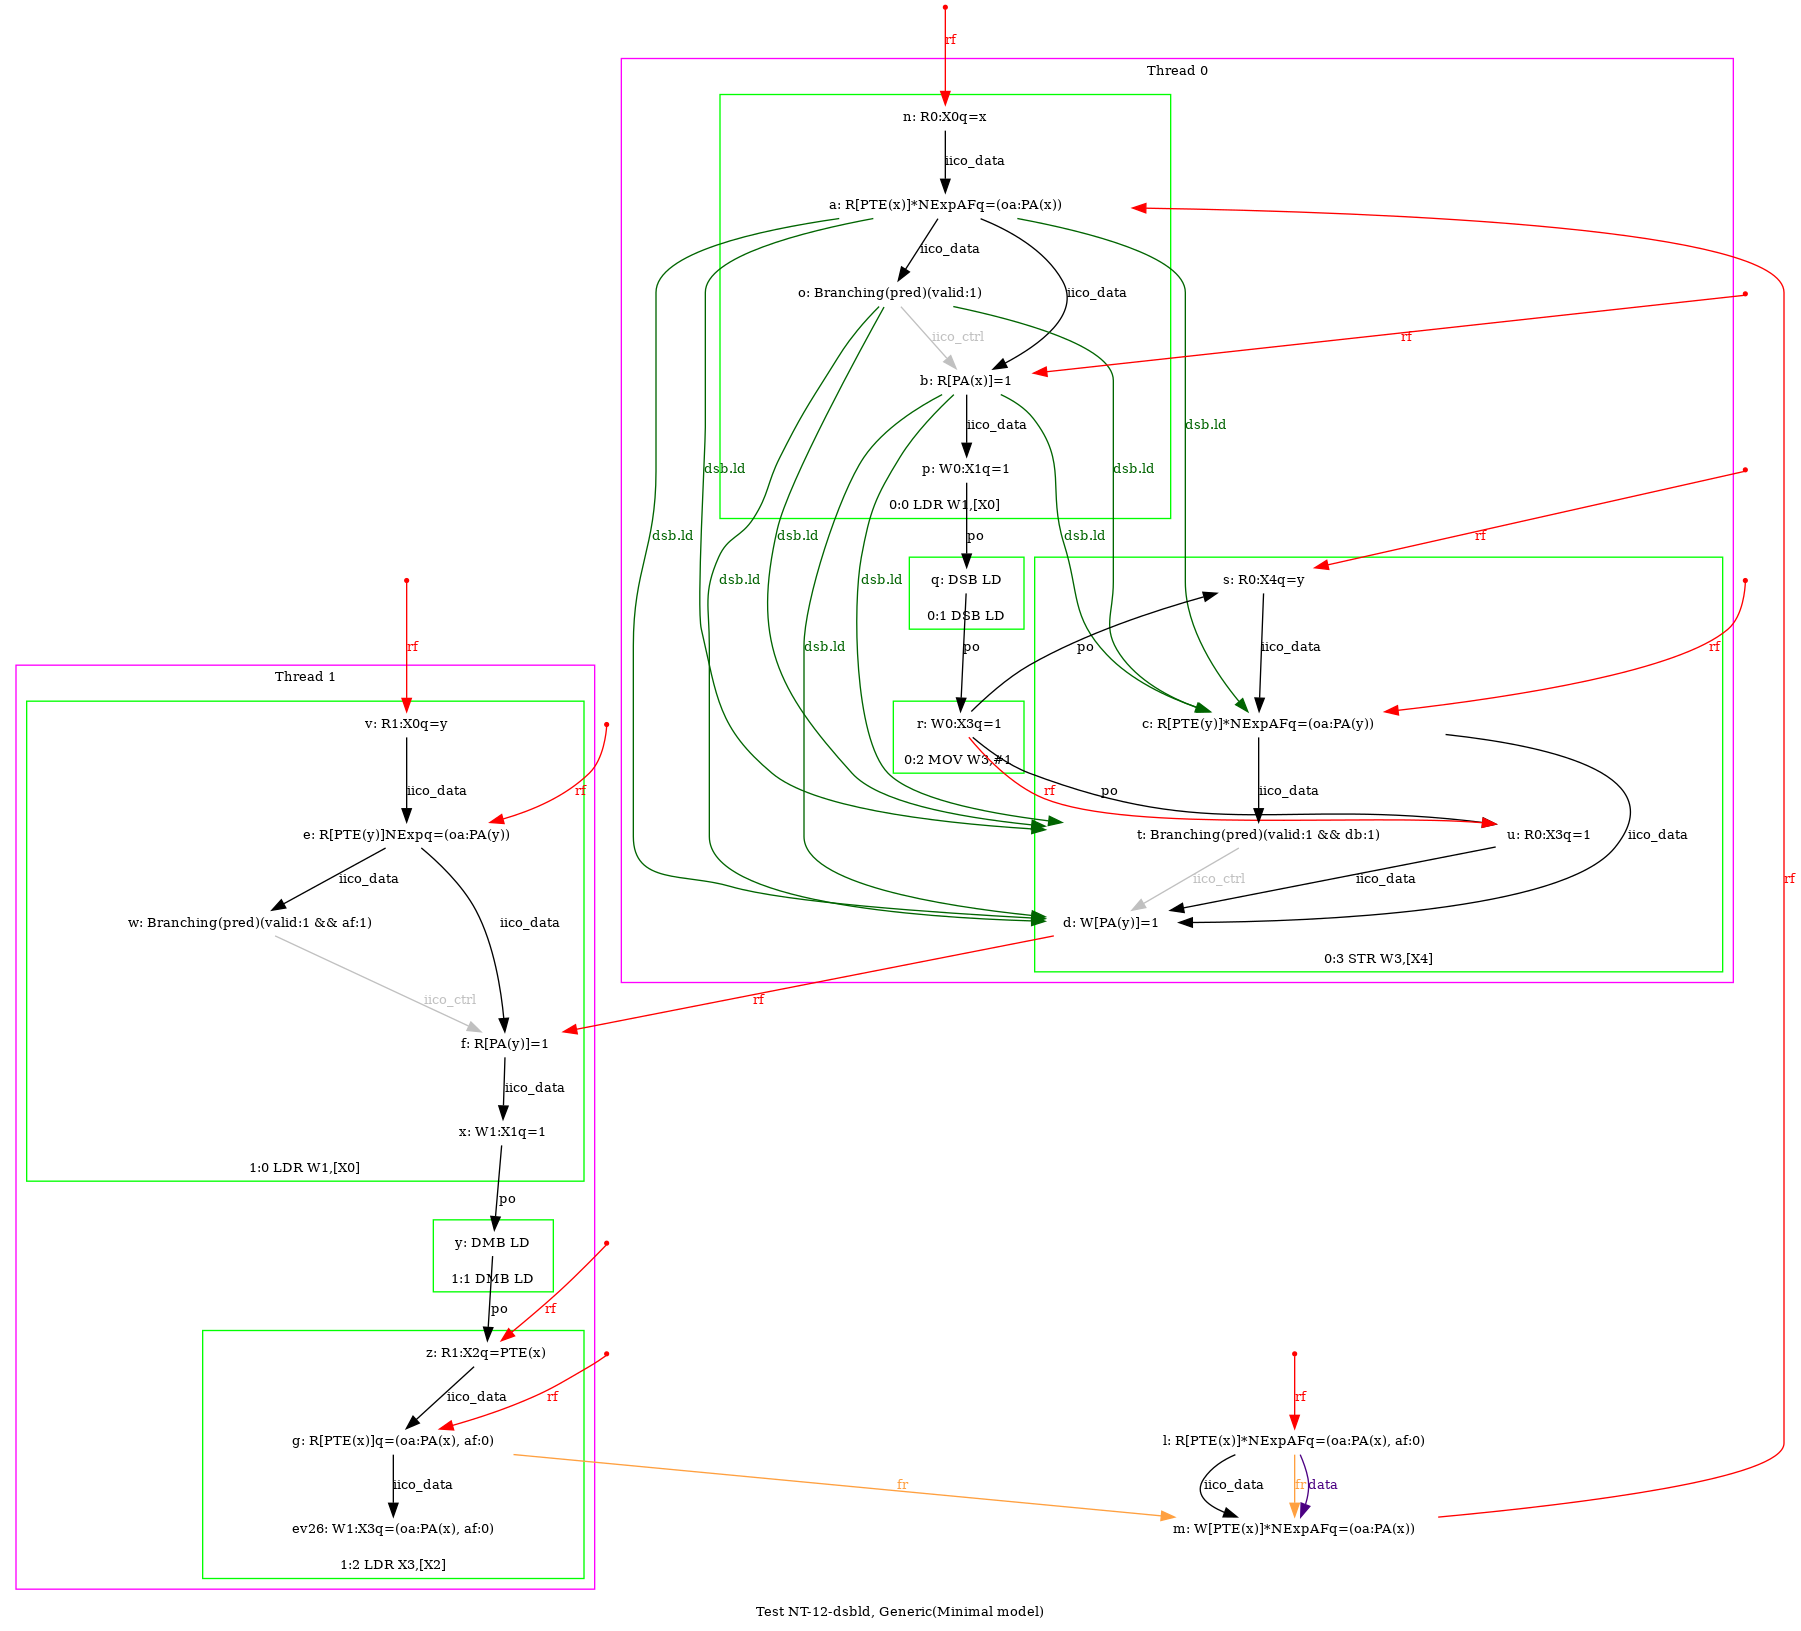 rf
Thread 0
n: R0:X0q=x
iico_data
a: R[PTE(x)]*NExpAFq=(oa:PA(x))
iico_data
o: Branching(pred)(valid:1)
iico_data
iico_ctrl
rf
b: R[PA(x)]=1
iico_data
dsb.ld
dsb.ld
dsb.ld
p: W0:X1q=1
0:0 LDR W1,[X0]
rf
dsb.ld
dsb.ld
po
dsb.ld
dsb.ld
dsb.ld
q: DSB LD
0:1 DSB LD
s: R0:X4q=y
rf
dsb.ld
po
po
iico_data
rf
Thread 1
v: R1:X0q=y
r: W0:X3q=1
0:2 MOV W3,#1
c: R[PTE(y)]*NExpAFq=(oa:PA(y))
iico_data
rf
rf
po
iico_data
e: R[PTE(y)]NExpq=(oa:PA(y))
t: Branching(pred)(valid:1 && db:1)
u: R0:X3q=1
iico_data
iico_data
iico_ctrl
iico_data
rf
w: Branching(pred)(valid:1 && af:1)
iico_data
d: W[PA(y)]=1
0:3 STR W3,[X4]
iico_ctrl
rf
f: R[PA(y)]=1
iico_data
x: W1:X1q=1
1:0 LDR W1,[X0]
po
y: DMB LD
1:1 DMB LD
po
rf
z: R1:X2q=PTE(x)
iico_data
rf
rf
g: R[PTE(x)]q=(oa:PA(x), af:0)
l: R[PTE(x)]*NExpAFq=(oa:PA(x), af:0)
iico_data
fr
iico_data
fr
data
ev26: W1:X3q=(oa:PA(x), af:0)
m: W[PTE(x)]*NExpAFq=(oa:PA(x))
1:2 LDR X3,[X2]
Test NT-12-dsbld, Generic(Minimal model)